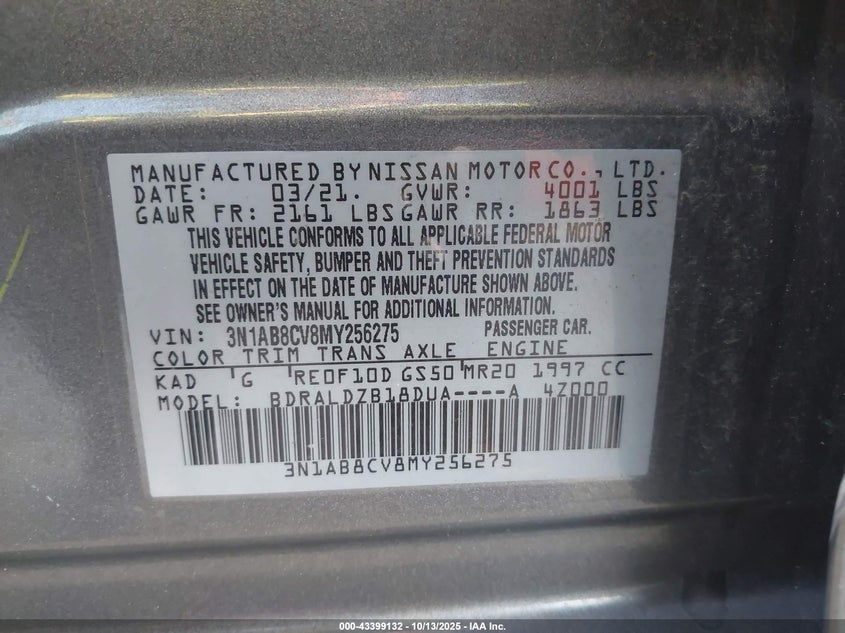 MANUFACTURED BY NISSAN MOTOR CO., LTD.
DATE: 03/21. GVWR: 4001 LBS
GAWR FR: 2161 LBS GAWR RR: 1863 LBS
THIS VEHICLE CONFORMS TO ALL APPLICABLE FEDERAL MOTOR
VEHICLE SAFETY, BUMPER AND THEFT PREVENTION STANDARDS
IN EFFECT ON THE DATE OF MANUFACTURE SHOWN ABOVE.
SEE OWNER'S MANUAL FOR ADDITIONAL INFORMATION.
VIN: 3N1AB8CV8MY256275 PASSENGER CAR.
COLOR TRIM TRANS AXLE ENGINE
KAD G RE0F10D GS50 MR20 1997 CC
MODEL: BDRALDZB18DUA----A 4Z000
3N1AB8CV8MY256275
000-43399132 - 10/13/2025 - IAA Inc.